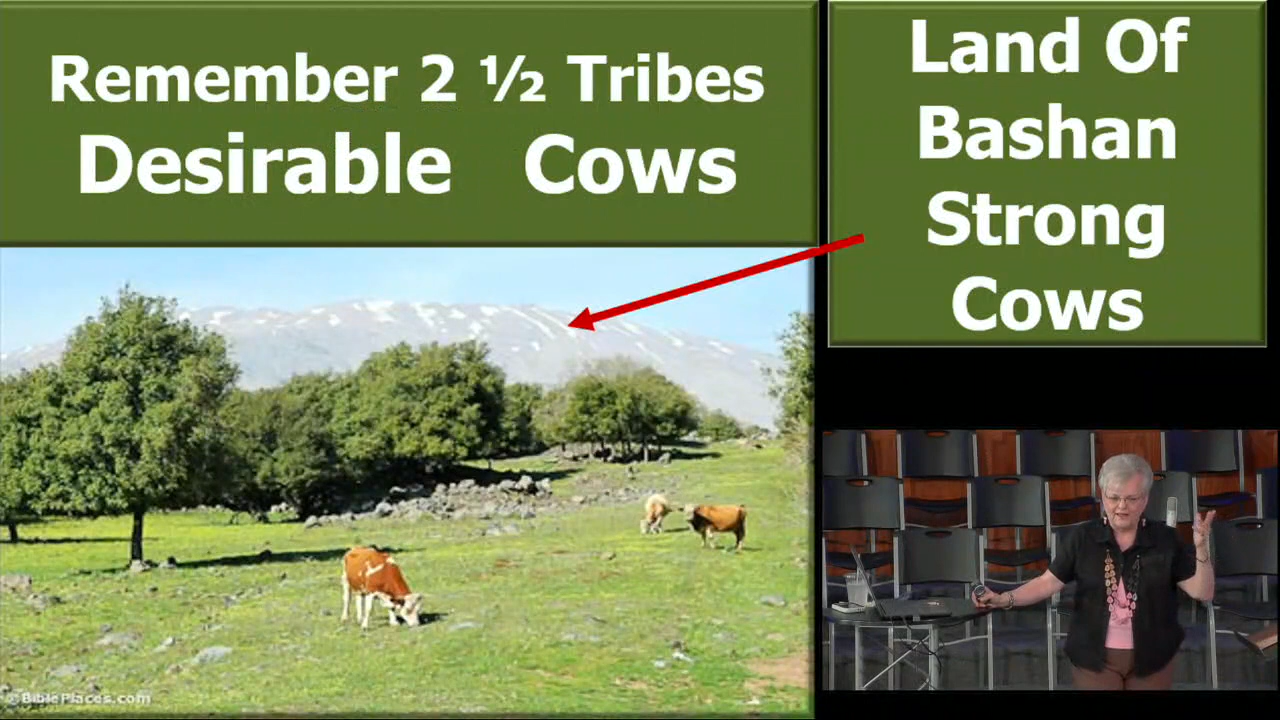 Remember 2 ½ Tribes
Desirable Cows
Land Of
Bashan
Strong
Cows
©BiblePlaces.com